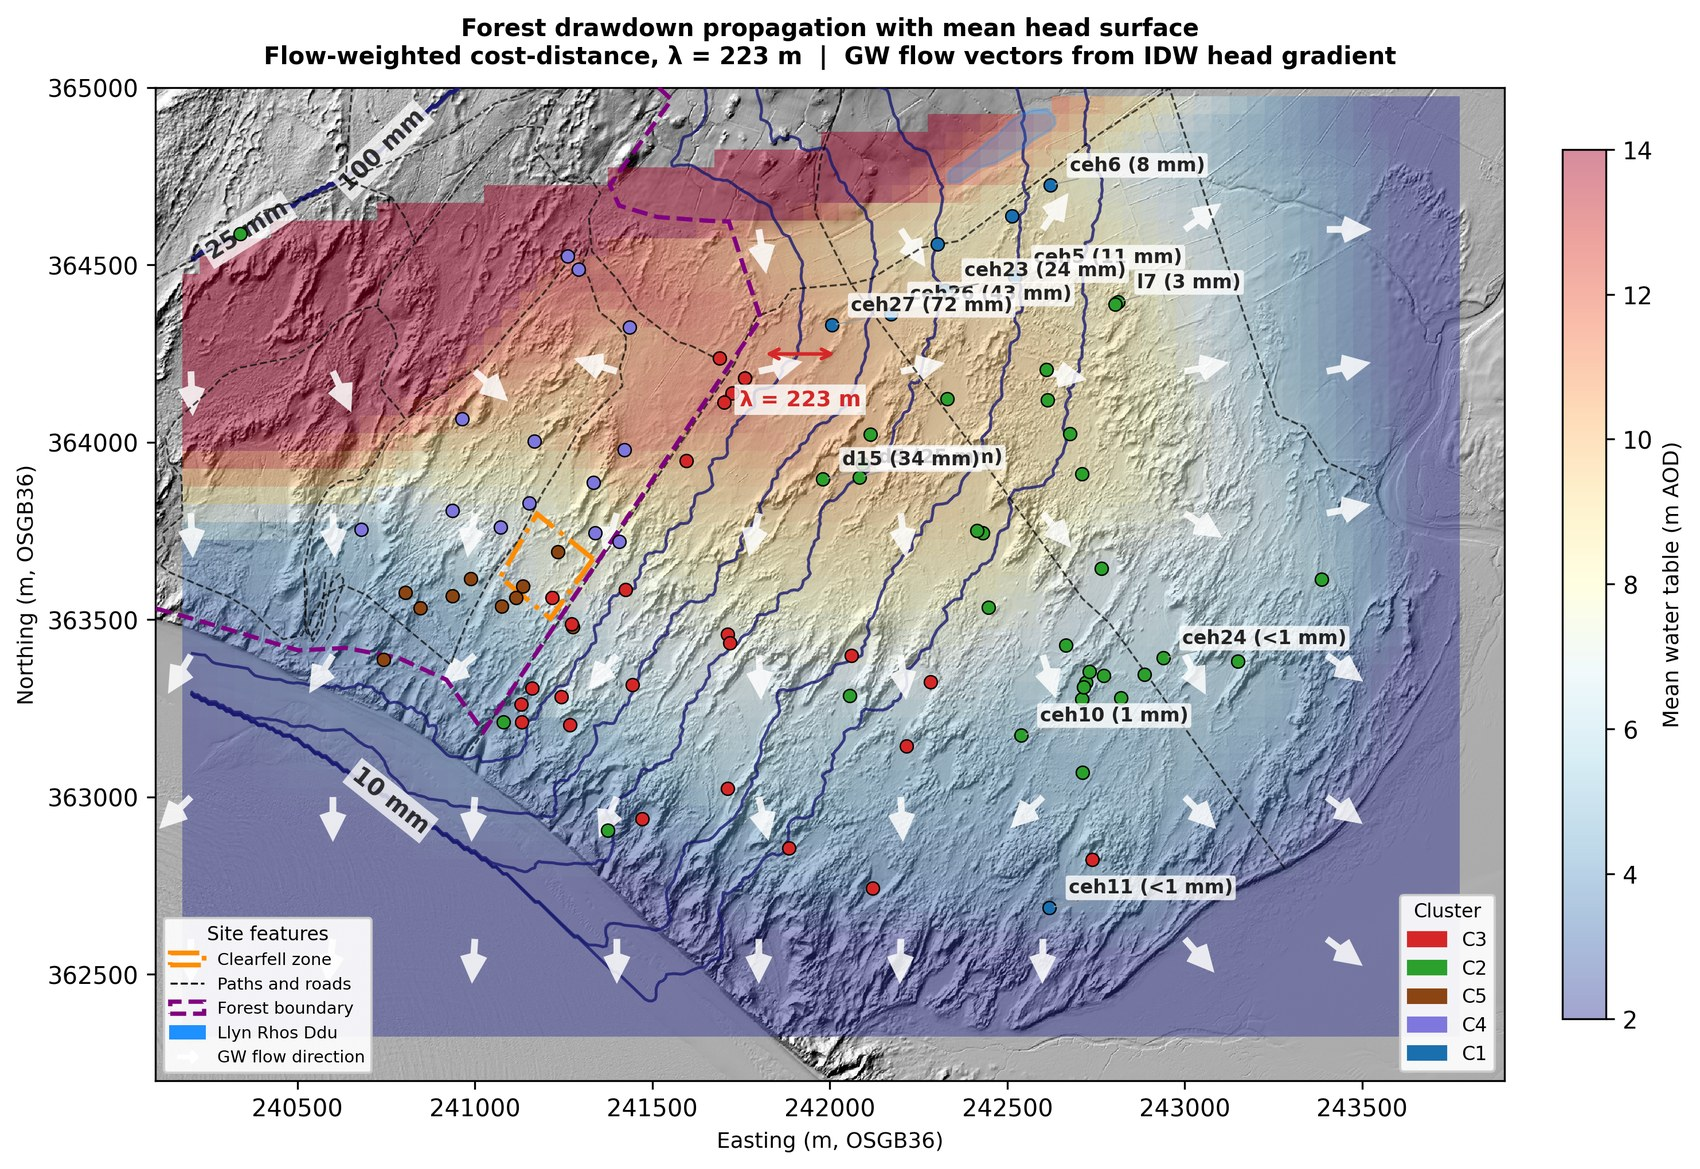 Forest drawdown propagation with mean head surface
Flow-weighted cost-distance, λ = 223 m | GW flow vectors from IDW head gradient
365000
364500
364000
363500
363000
362500
Northing (m, OSGB36)
240500
241000
241500
242000
242500
243000
243500
Easting (m, OSGB36)
100 mm
25 mm
10 mm
ceh6 (8 mm)
ceh5 (11 mm)
ceh23 (24 mm)
l7 (3 mm)
ceh26 (43 mm)
ceh27 (72 mm)
λ = 223 m
d15 (34 mm)
ceh24 (<1 mm)
ceh10 (1 mm)
ceh11 (<1 mm)
Site features
Clearfell zone
Paths and roads
Forest boundary
Llyn Rhos Ddu
GW flow direction
Cluster
C3
C2
C5
C4
C1
14
12
10
8
6
4
2
Mean water table (m AOD)